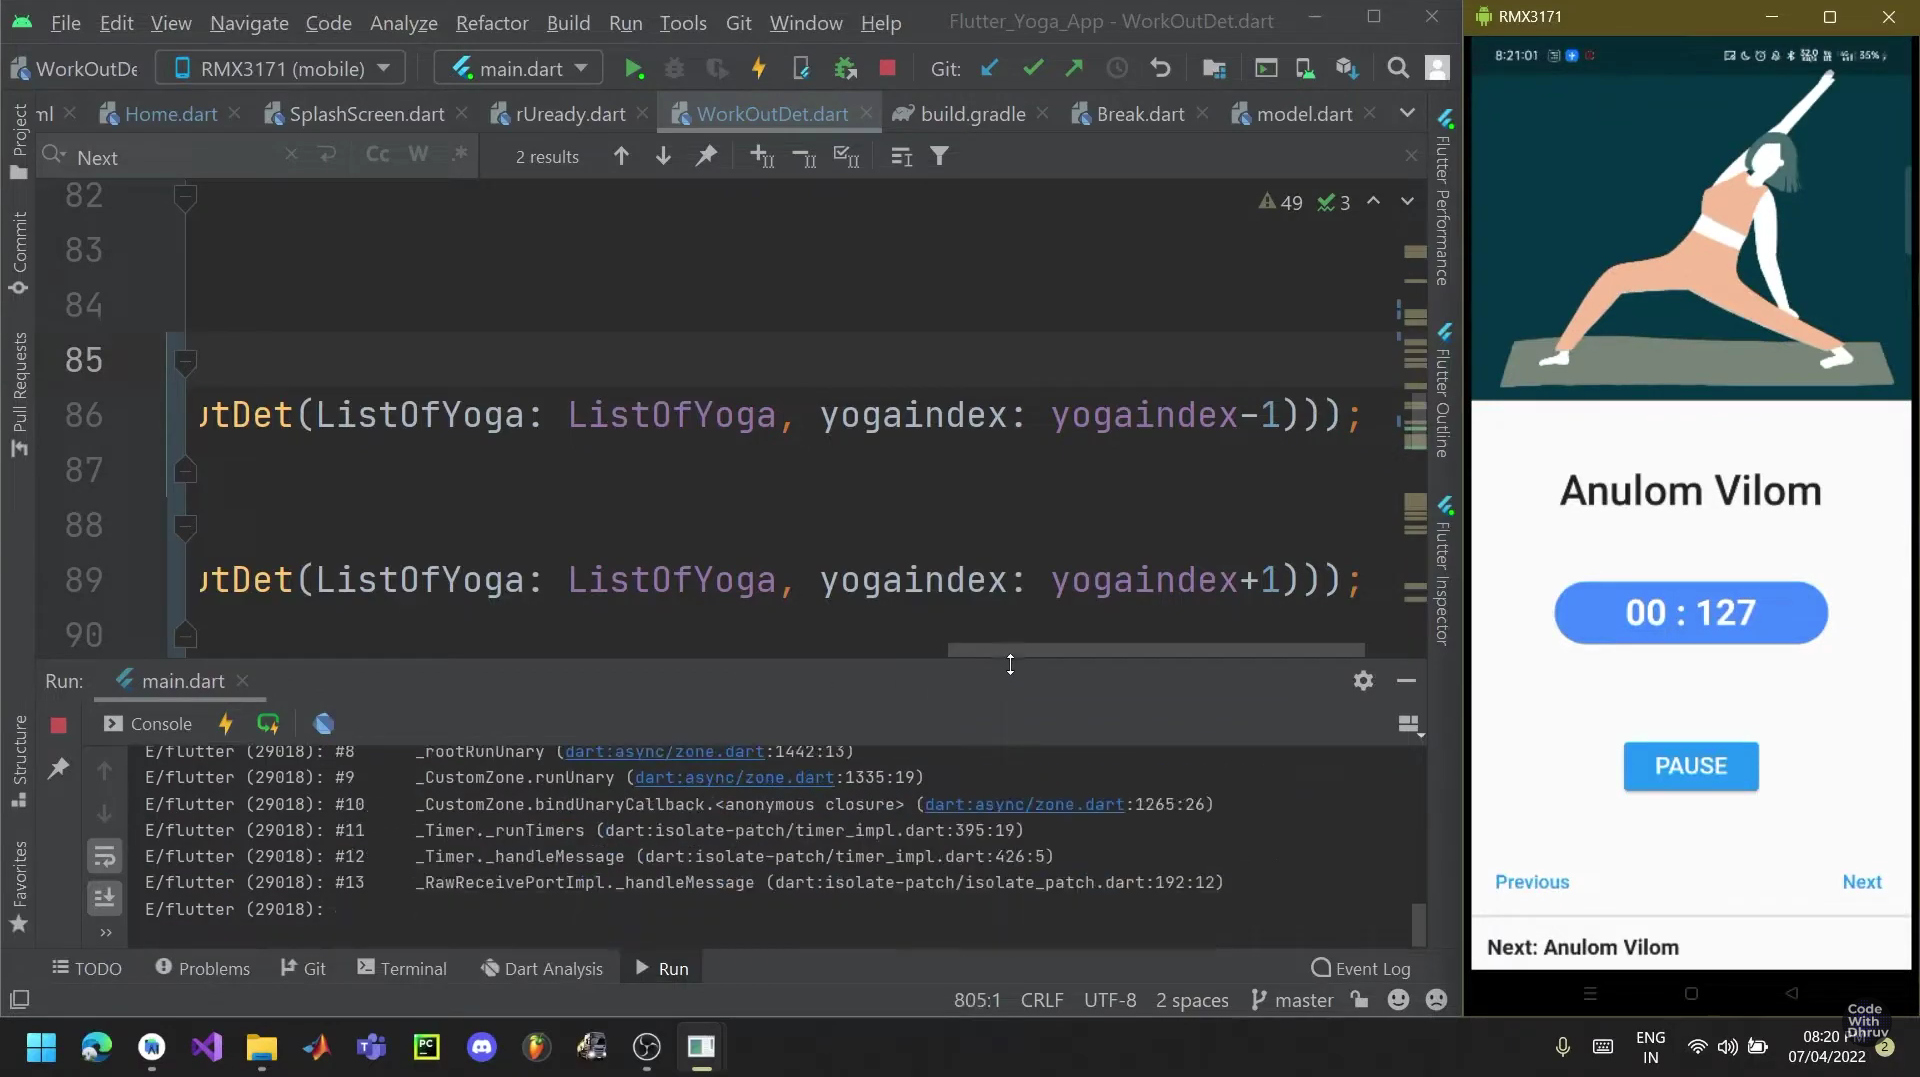 File Edit View Navigate Code Analyze Refactor Build Run Tools Git Window Help Flutter_Yoga_App - WorkOutDet.dart
RMX3171
WorkOutDe RMX3171 (mobile) main.dart Git:
8:21:01 35%
ml Home.dart SplashScreen.dart rUready.dart WorkOutDet.dart build.gradle Break.dart model.dart
Next Cc W .* 2 results
Project
Commit
Pull Requests
Structure
Favorites
82
49 3
83
84
85
86 utDet(ListOfYoga: ListOfYoga, yogaindex: yogaindex-1)));
87
88
89 utDet(ListOfYoga: ListOfYoga, yogaindex: yogaindex+1)));
90
Flutter Performance
Flutter Outline
Flutter Inspector
Run: main.dart
Console
E/flutter (29018): #8 _rootRunUnary (dart:async/zone.dart:1442:13)
E/flutter (29018): #9 _CustomZone.runUnary (dart:async/zone.dart:1335:19)
E/flutter (29018): #10 _CustomZone.bindUnaryCallback.<anonymous closure> (dart:async/zone.dart:1265:26)
E/flutter (29018): #11 _Timer._runTimers (dart:isolate-patch/timer_impl.dart:395:19)
E/flutter (29018): #12 _Timer._handleMessage (dart:isolate-patch/timer_impl.dart:426:5)
E/flutter (29018): #13 _RawReceivePortImpl._handleMessage (dart:isolate-patch/isolate_patch.dart:192:12)
E/flutter (29018):
TODO Problems Git Terminal Dart Analysis Run Event Log
805:1 CRLF UTF-8 2 spaces master
Anulom Vilom
00 : 127
PAUSE
Previous Next
Next: Anulom Vilom
Code
With
Dhruv
PC
ENG
IN
08:20
07/04/2022
2